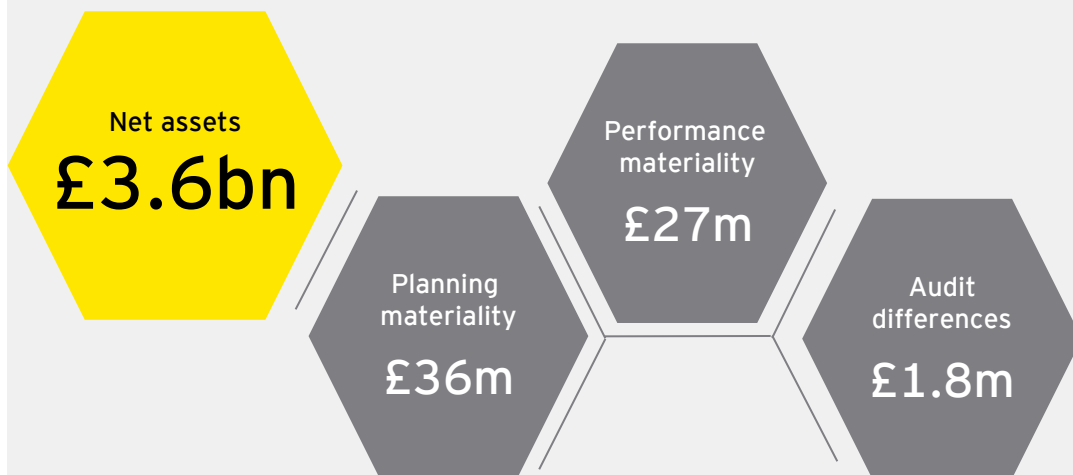 Net assets
£3.6bn
Planning
materiality
£36m
Performance
materiality
£27m
Audit
differences
£1.8m